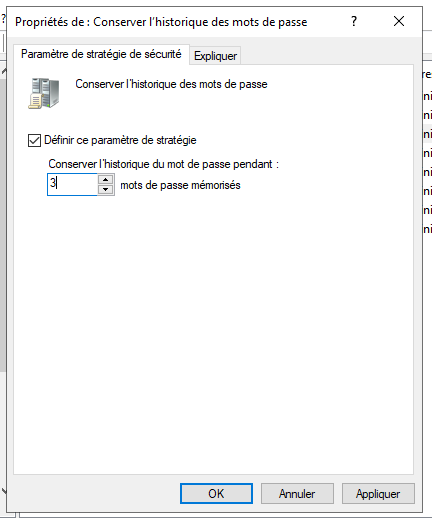 ?
Propriétés de : Conserver l'historique des mots de passe
?
Paramètre de stratégie de sécurité
Expliquer
Conserver l'historique des mots de passe
Définir ce paramètre de stratégie
Conserver l'historique du mot de passe pendant :
3
mots de passe mémorisés
OK
Annuler
Appliquer